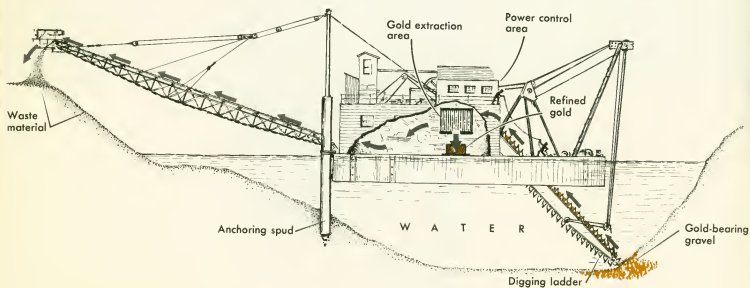 Gold extraction
area
Power control
area
Refined
gold
Waste
material
Anchoring spud
W A T E R
Gold-bearing
gravel
Digging ladder